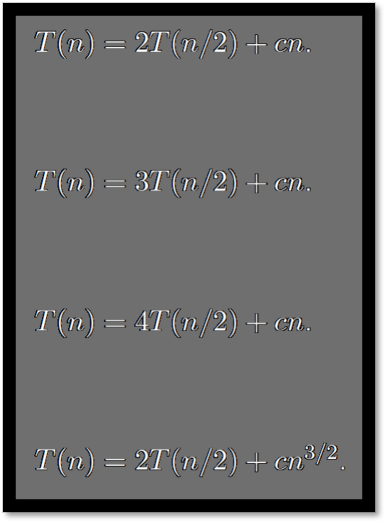 T(n) = 2T(n/2) + cn.
T(n) = 3T(n/2) + cn.
T(n) = 4T(n/2) + cn.
T(n) = 2T(n/2) + cn^{3/2}.